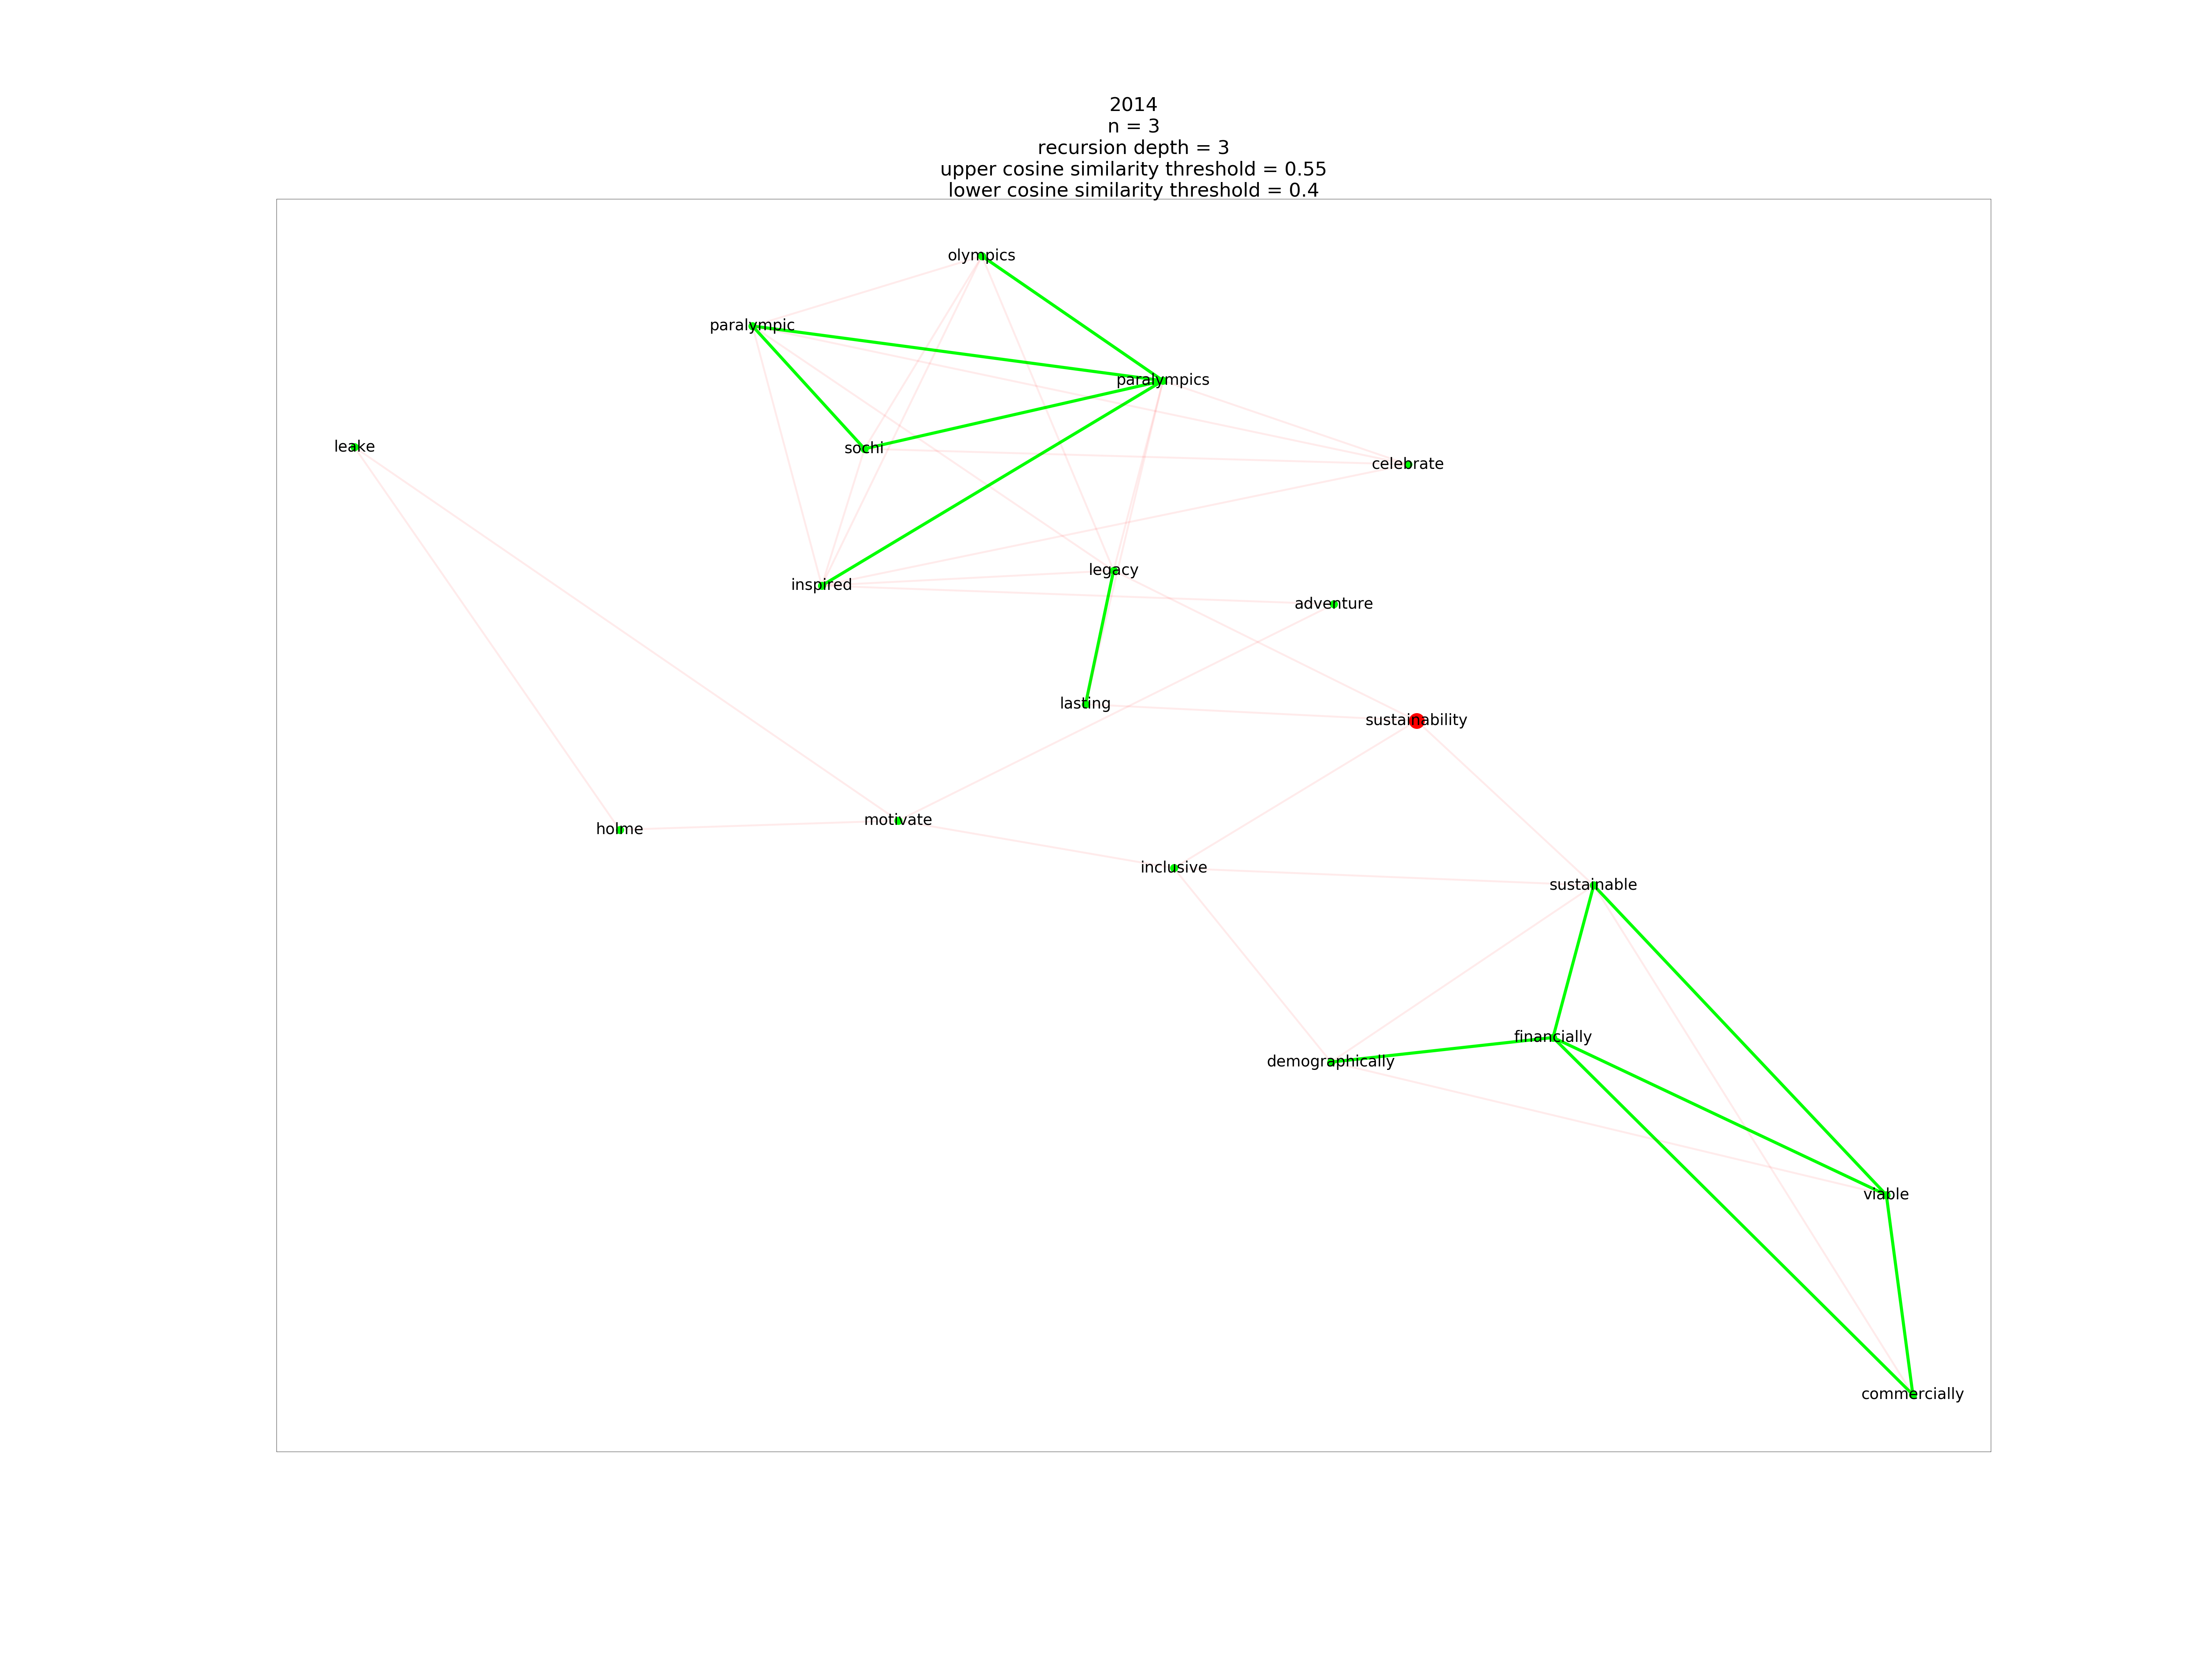 2014
n = 3
recursion depth = 3
upper cosine similarity threshold = 0.55
lower cosine similarity threshold = 0.4
olympics
paralympic
paralympics
leake
sochi
celebrate
legacy
inspired
adventure
lasting
sustainability
motivate
holme
inclusive
sustainable
financially
demographically
viable
commercially